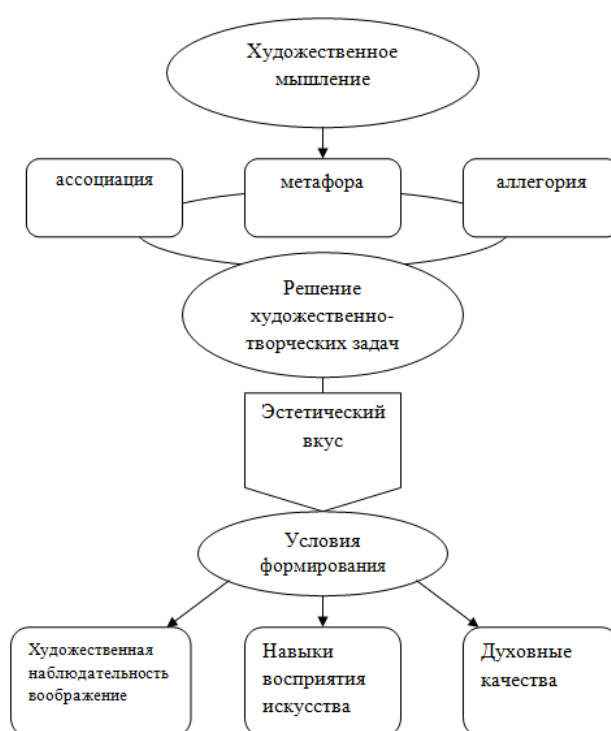 Художественное
мышление
ассоциация
метафора
аллегория
Решение
художественно-
творческих задач
Эстетический
вкус
Условия
формирования
Художественная
наблюдательность
воображение
Навыки
восприятия
искусства
Духовные
качества